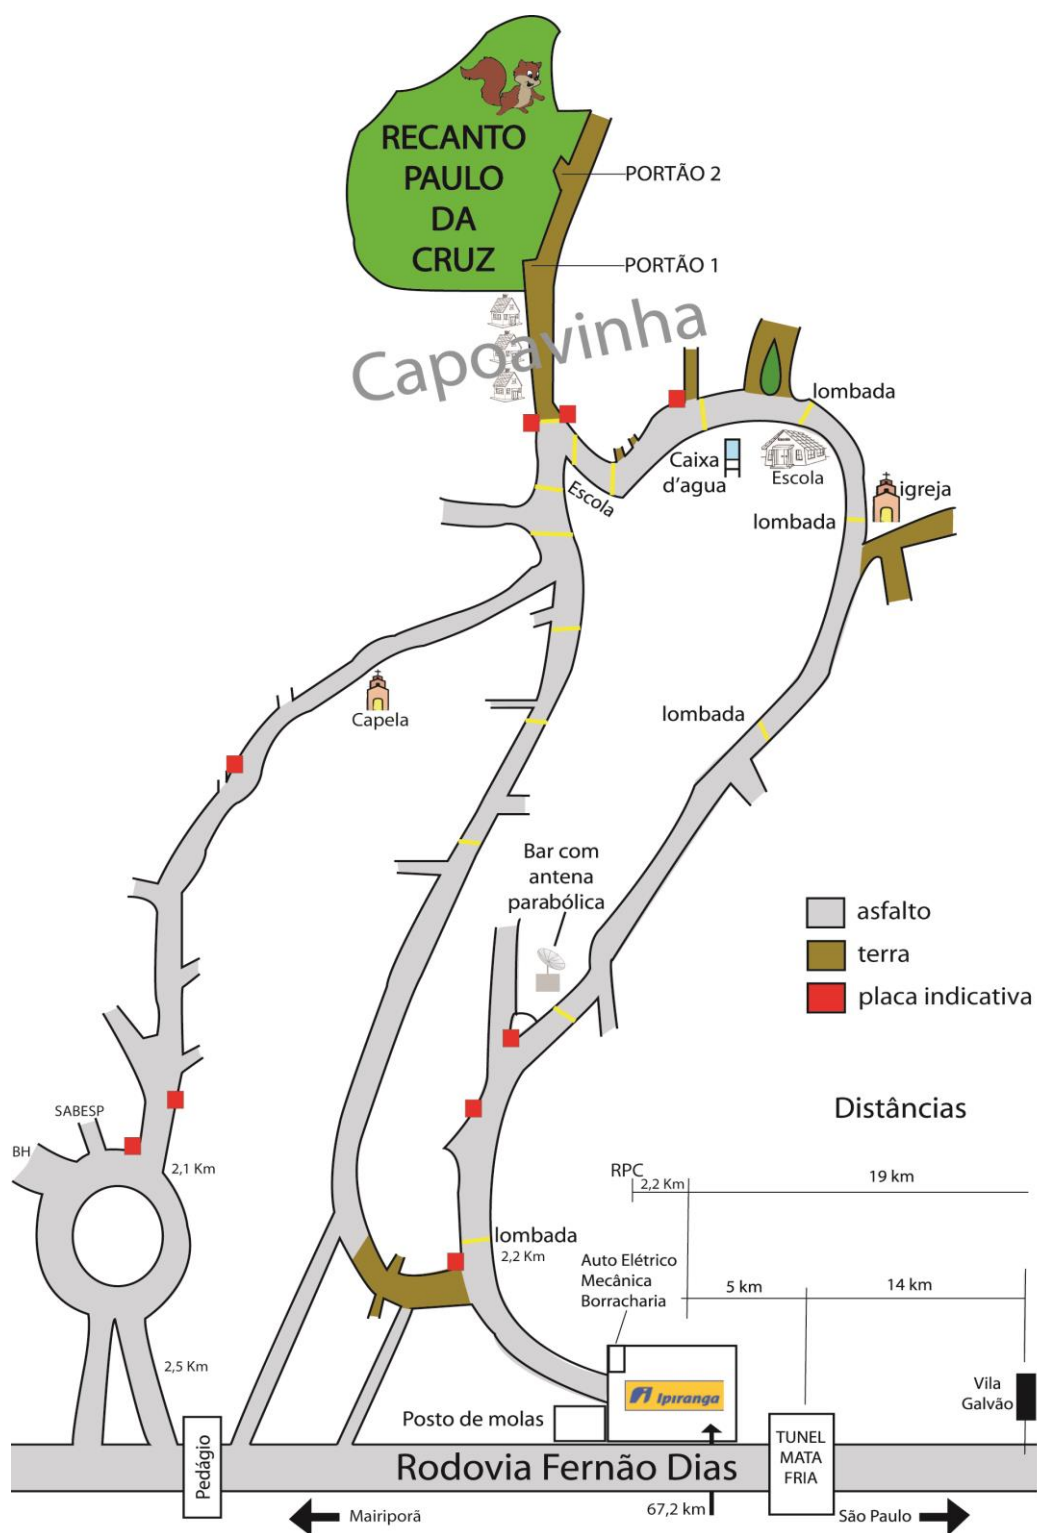 RECANTO
PAULO
DA
CRUZ
PORTÃO 2
PORTÃO 1
Capoavinha
lombada
Caixa
d'agua
Escola
igreja
Escola
lombada
Capela
lombada
Bar com
antena
parabólica
asfalto
terra
placa indicativa
SABESP
BH
2,1 Km
Distâncias
RPC
2,2 Km
19 km
lombada
2,2 Km
Auto Elétrico
Mecânica
Borracharia
5 km
14 km
2,5 Km
Ipiranga
Vila
Galvão
Posto de molas
Pedágio
Rodovia Fernão Dias
TUNEL
MATA
FRIA
67,2 km
Mairiporã
São Paulo